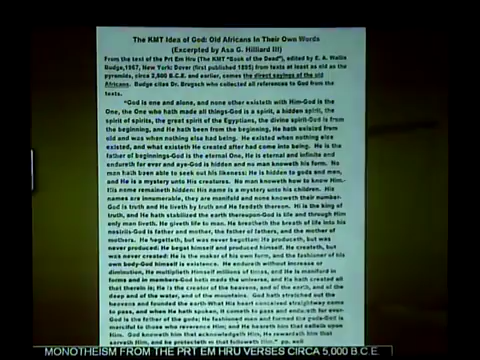 The KMT Idea of God: Old Africans In Their Own Words
(Excerpted by Asa G. Hilliard III)
From the text of the Prt Em Hru (The KMT "Book of the Dead"), edited by E. A. Wallis
Budge, 1967, New York: Dover (first published 1895) from texts at least as old as the
pyramids, circa 2,600 B.C.E. and earlier, comes the direct sayings of the old
Africans. Budge cites Dr. Brugsch who collected all references to God from the
texts.
"God is one and alone, and none other existeth with Him-God is the
One, the One who hath made all things-God is a spirit, a hidden spirit, the
spirit of spirits, the great spirit of the Egyptians, the divine spirit-God is from
the beginning, and He hath been from the beginning, He hath existed from
old and was when nothing else had being. He existed when nothing else
existed, and what existeth He created after had come into being. He is the
father of beginnings-God is the eternal One, He is eternal and infinite and
endureth for ever and aye-God is hidden and no man knoweth his form. No
man hath been able to seek out his likeness; He is hidden to gods and men,
and He is a mystery unto His creatures. No man knoweth how to know Him-
His name remaineth hidden; His name is a mystery unto his children. His
names are innumerable, they are manifold and none knoweth their number-
God is truth and He liveth by truth and He feedeth thereon. He is the king of
truth, and He hath stablized the earth thereupon-God is life and through Him
only man liveth. He giveth life to man, He breatheth the breath of life into his
nostrils-God is father and mother, the father of fathers, and the mother of
mothers. He begetteth, but was never begotten; He produceth, but was
never produced; He begat himself and produced himself. He createth, but
was never created; He is the maker of his own form, and the fashioner of his
own body-God himself is existence. He endureth without increase or
diminution, He multiplieth Himself millions of times, and He is manifold in
forms and in members-God hath made the universe, and He hath created all
that therein is; He is the creator of the heavens, and of the earth, and of the
deep and of the water, and of the mountains. God hath stretched out the
heavens and founded the earth-What His heart conceived straightway came
to pass, and when He hath spoken, it cometh to pass and endureth for ever-
God is the father of the gods; He fashioned men and formed the gods-God is
merciful to those who reverence Him; and He heareth him that calleth upon
Him. God knoweth him that acknowledgeth Him, He rewardeth him that
serveth Him, and He protecteth him that followeth Him."
MONOTHEISM FROM THE PRT EM HRU VERSES CIRCA 5,000 B.C.E.